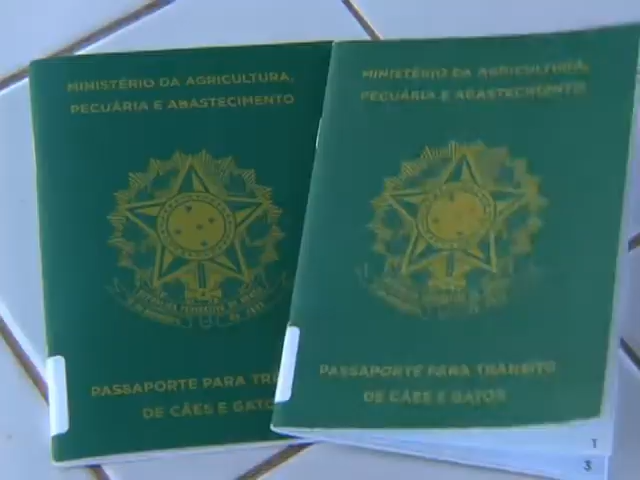 MINISTÉRIO DA AGRICULTURA,
PECUÁRIA E ABASTECIMENTO
PASSAPORTE PARA TRÂ
DE CÃES E GATO
MINISTÉRIO DA AGRICULTURA,
PECUÁRIA E ABASTECIMENTO
PASSAPORTE PARA TRÂNSITO
DE CÃES E GATOS
1
3